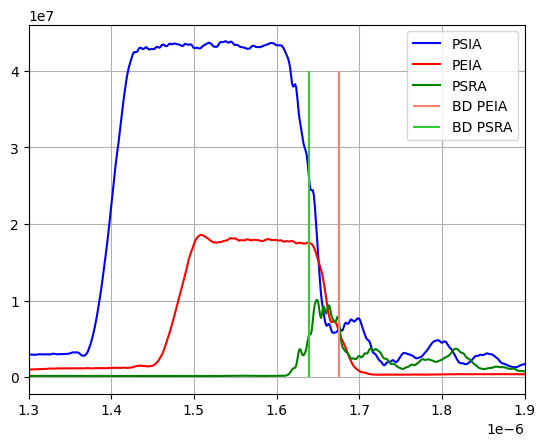 1e7
PSIA
PEIA
PSRA
BD PEIA
BD PSRA
4
3
2
1
0
1.3 1.4 1.5 1.6 1.7 1.8 1.9
1e−6